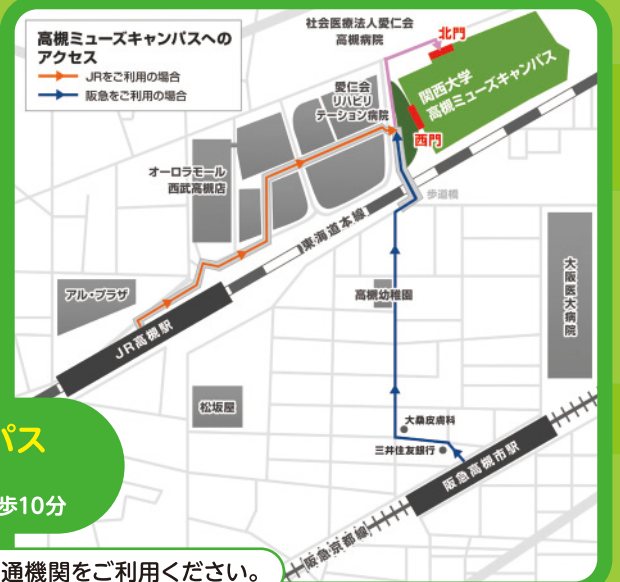 高槻ミューズキャンパスへの
アクセス
JRをご利用の場合
阪急をご利用の場合
社会医療法人愛仁会
高槻病院
北門
関西大学
高槻ミューズキャンパス
愛仁会
リハビリ
テーション病院
西門
オーロラモール
西武高槻店
歩道橋
東海道本線
アル・プラザ
JR高槻駅
高槻幼稚園
大阪医大病院
松坂屋
大桑皮膚科
三井住友銀行
阪急高槻市駅
パス
歩10分
阪急京都線
通機関をご利用ください。